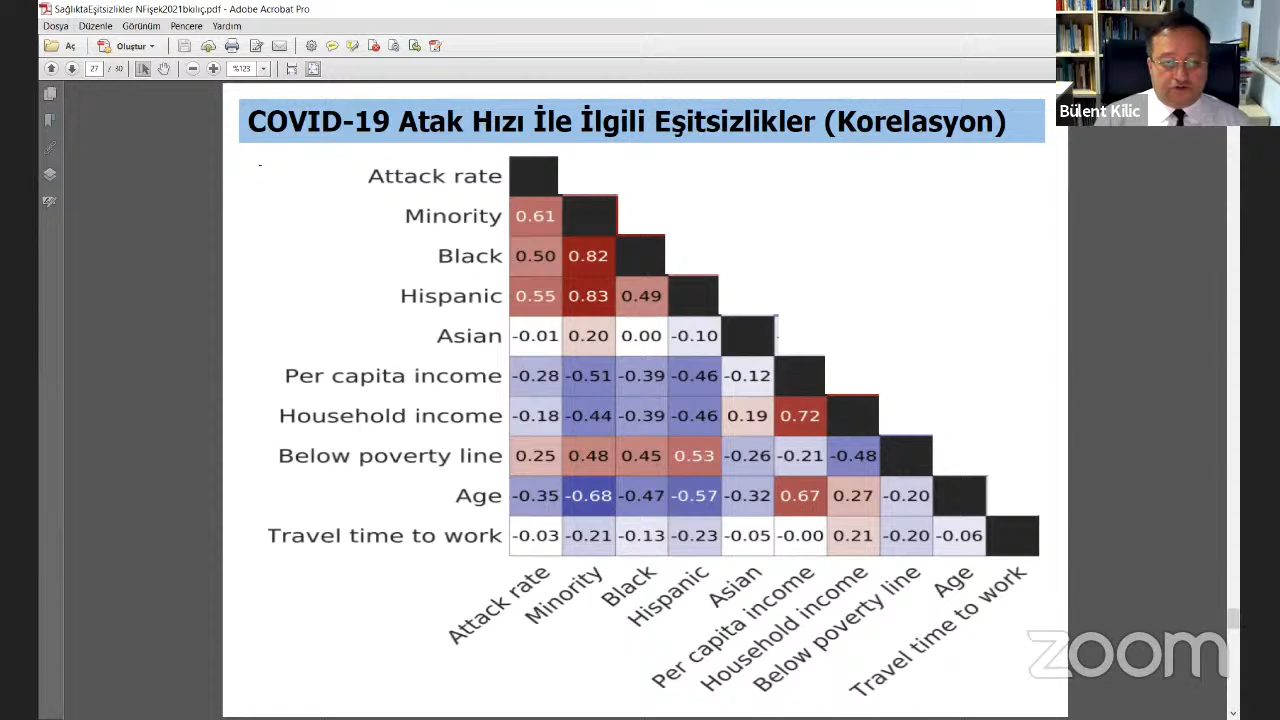 SağlıktaEşitsizlikler NFişek2021bkılıç.pdf - Adobe Acrobat Pro
Dosya Düzenle Görünüm Pencere Yardım
Aç Oluştur
27 / 30 %123
Bülent Kilic
COVID-19 Atak Hızı İle İlgili Eşitsizlikler (Korelasyon)
Attack rate
Minority 0.61
Black 0.50 0.82
Hispanic 0.55 0.83 0.49
Asian -0.01 0.20 0.00 -0.10
Per capita income -0.28 -0.51 -0.39 -0.46 -0.12
Household income -0.18 -0.44 -0.39 -0.46 0.19 0.72
Below poverty line 0.25 0.48 0.45 0.53 -0.26 -0.21 -0.48
Age -0.35 -0.68 -0.47 -0.57 -0.32 0.67 0.27 -0.20
Travel time to work -0.03 -0.21 -0.13 -0.23 -0.05 -0.00 0.21 -0.20 -0.06
Attack rate
Minority
Black
Hispanic
Asian
Per capita income
Household income
Below poverty line
Age
Travel time to work
zoom